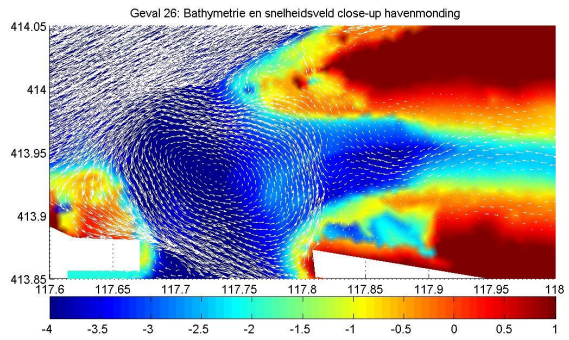 Geval 26: Bathymetrie en snelheidsveld close-up havenmonding
414.05
414
413.95
413.9
413.85
117.6 117.65 117.7 117.75 117.8 117.85 117.9 117.95 118
-4 -3.5 -3 -2.5 -2 -1.5 -1 -0.5 0 0.5 1